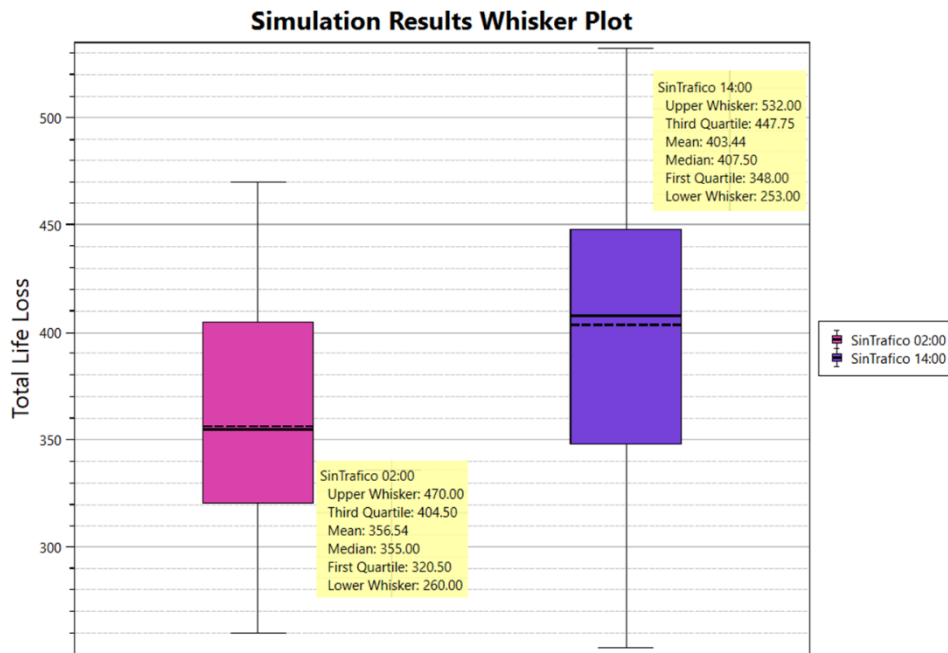 Simulation Results Whisker Plot
Total Life Loss
500
450
400
350
300
SinTrafico 14:00
Upper Whisker: 532.00
Third Quartile: 447.75
Mean: 403.44
Median: 407.50
First Quartile: 348.00
Lower Whisker: 253.00
SinTrafico 02:00
Upper Whisker: 470.00
Third Quartile: 404.50
Mean: 356.54
Median: 355.00
First Quartile: 320.50
Lower Whisker: 260.00
SinTrafico 02:00
SinTrafico 14:00